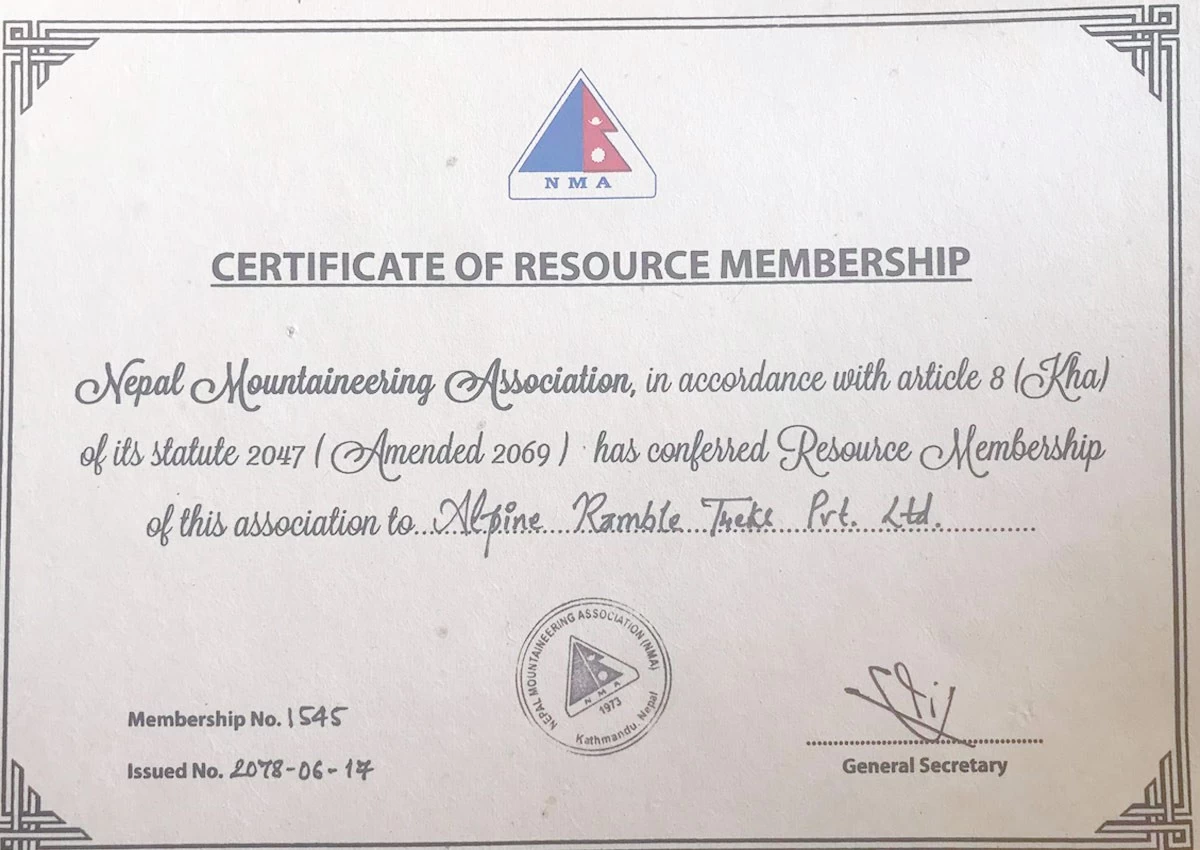 NMA
CERTIFICATE OF RESOURCE MEMBERSHIP
Nepal Mountaineering Association, in accordance with article 8 (Kha)
of its statute 2047 ( Amended 2069 ) has conferred Resource Membership
of this association to Alpine Ramble Treks Pvt. Ltd.
NEPAL MOUNTAINEERING ASSOCIATION (NMA)
NMA
1973
Kathmandu, Nepal
Membership No. 1545
Issued No. 2078-06-17
General Secretary